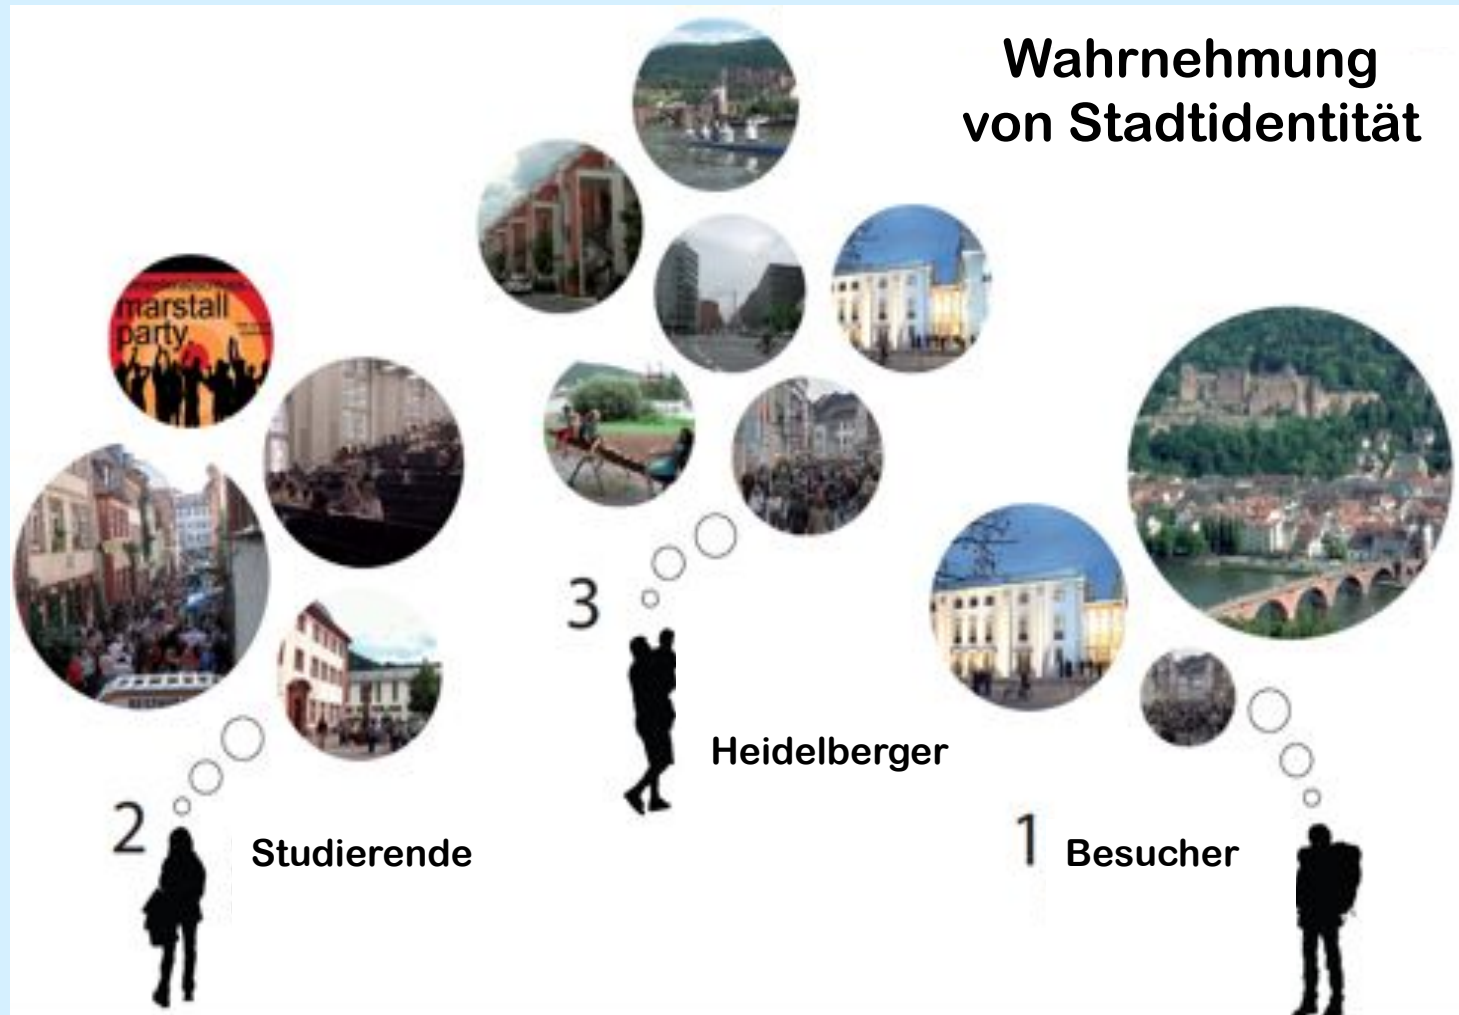 Wahrnehmung
von Stadtidentität
marstall
party
3
Heidelberger
2
Studierende
1
Besucher